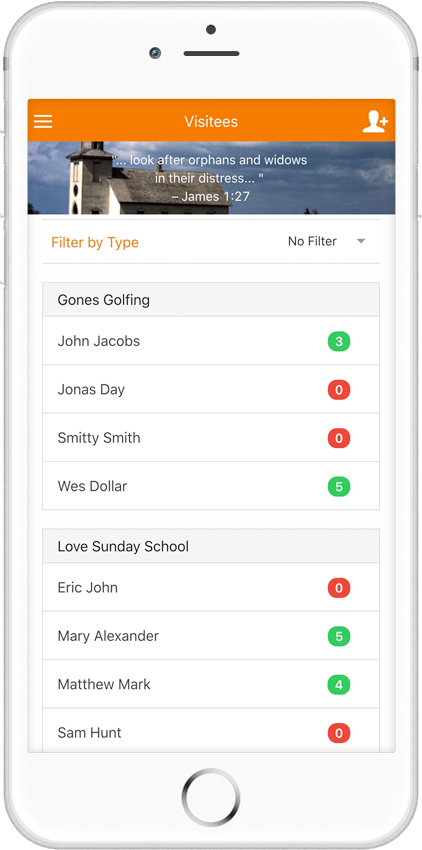 Visitees
"... look after orphans and widows
in their distress... "
– James 1:27
Filter by Type No Filter
Gones Golfing
John Jacobs 3
Jonas Day 0
Smitty Smith 0
Wes Dollar 5
Love Sunday School
Eric John 0
Mary Alexander 5
Matthew Mark 4
Sam Hunt 0